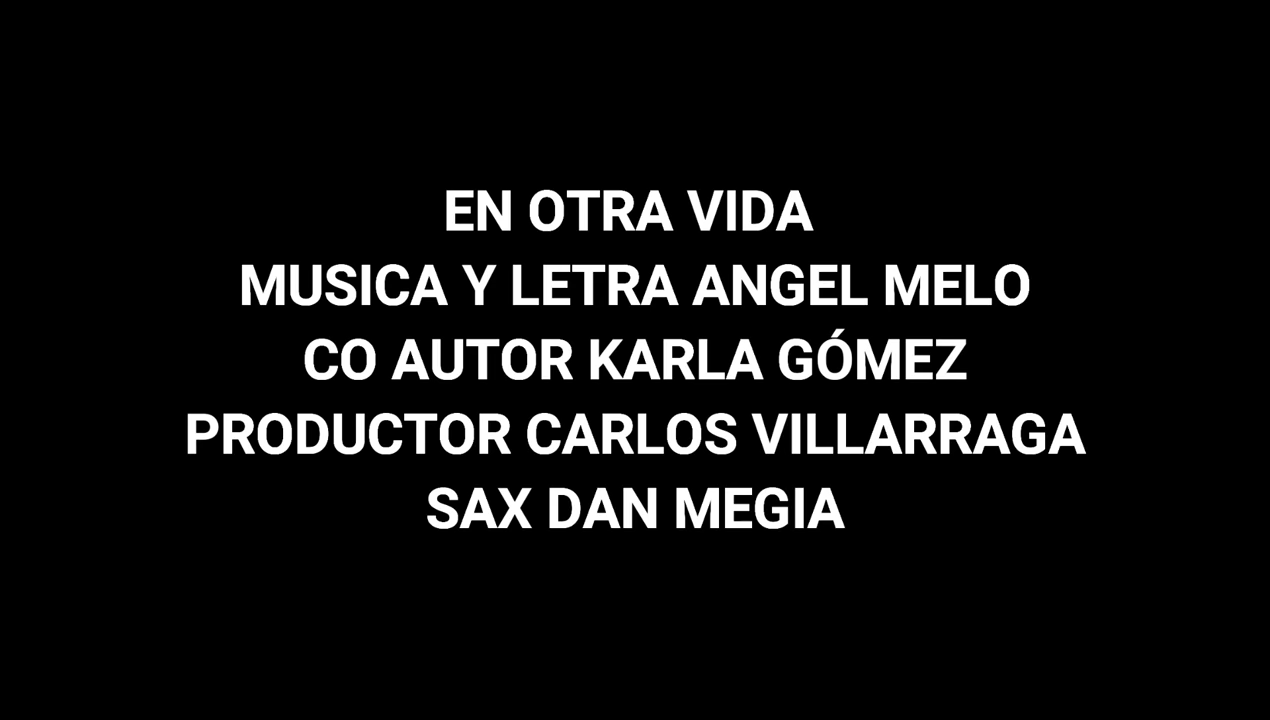 EN OTRA VIDA
MUSICA Y LETRA ANGEL MELO
CO AUTOR KARLA GÓMEZ
PRODUCTOR CARLOS VILLARRAGA
SAX DAN MEGIA